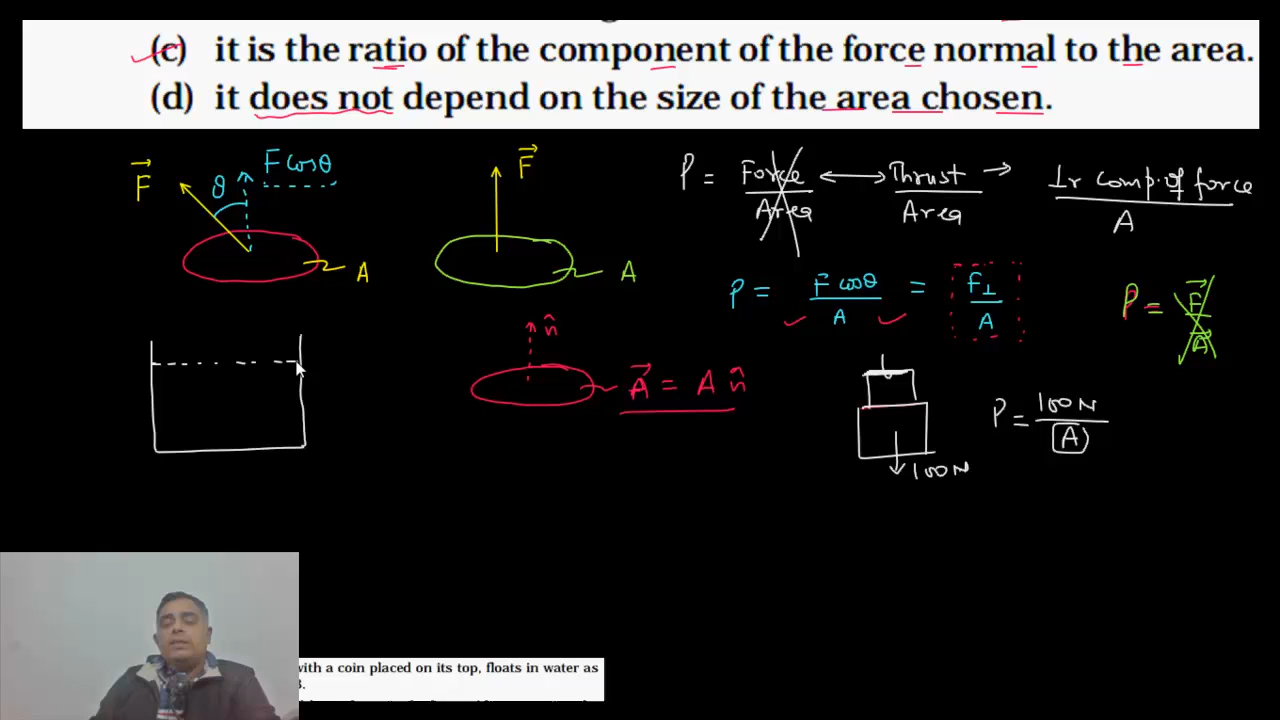 (c) it is the ratio of the component of the force normal to the area.
(d) it does not depend on the size of the area chosen.
F⃗ θ F cosθ
A
F⃗
A
P = Force/Area ⟷ Thrust/Area → ⊥r comp. of force/A
P = F cosθ/A = F⊥/A
P = F⃗/A⃗
n̂
A⃗ = A n̂
P = 100N/A
100N
with a coin placed on its top, floats in water as